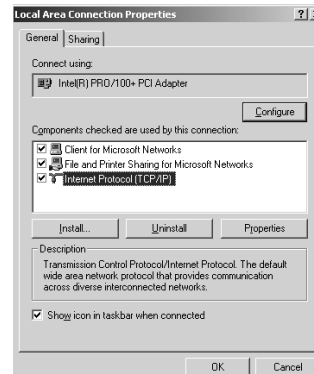 Local Area Connection Properties
General Sharing
Connect using:
Intel(R) PRO/100+ PCI Adapter
Configure
Components checked are used by this connection:
Client for Microsoft Networks
File and Printer Sharing for Microsoft Networks
Internet Protocol (TCP/IP)
Install... Uninstall Properties
Description
Transmission Control Protocol/Internet Protocol. The default
wide area network protocol that provides communication
across diverse interconnected networks.
Show icon in taskbar when connected
OK Cancel